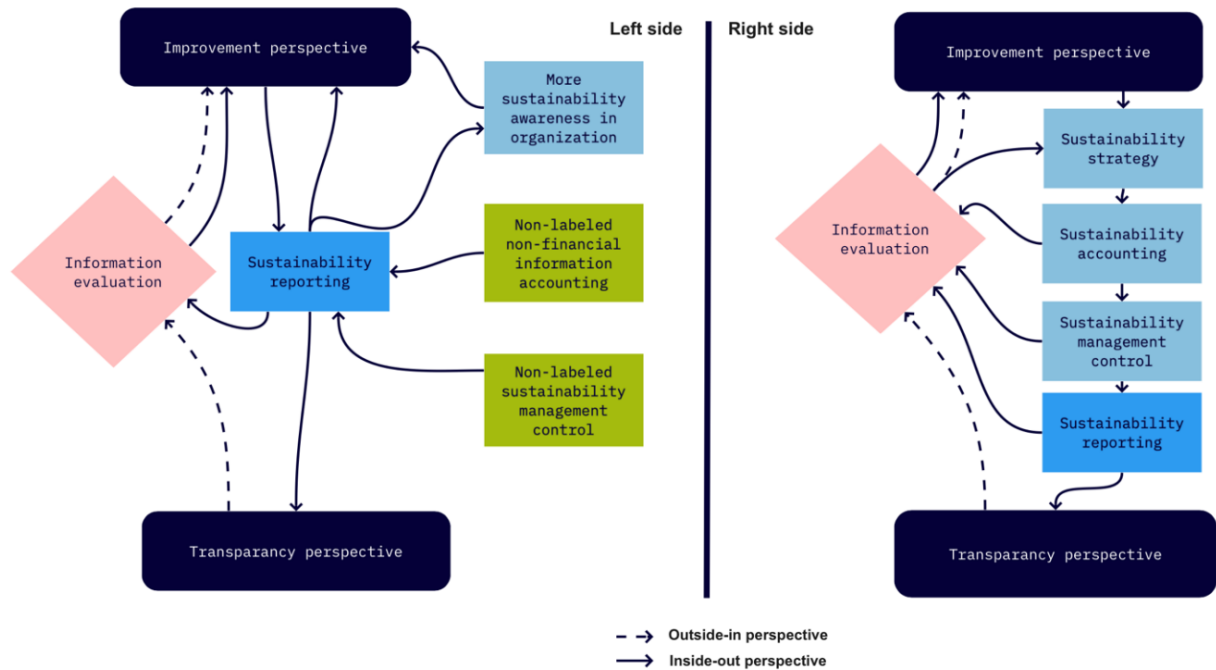 Left side
Right side
Improvement perspective
More
sustainability
awareness in
organization
Information
evaluation
Sustainability
reporting
Non-labeled
non-financial
information
accounting
Non-labeled
sustainability
management
control
Transparancy perspective
Improvement perspective
Sustainability
strategy
Information
evaluation
Sustainability
accounting
Sustainability
management
control
Sustainability
reporting
Transparancy perspective
Outside-in perspective
Inside-out perspective